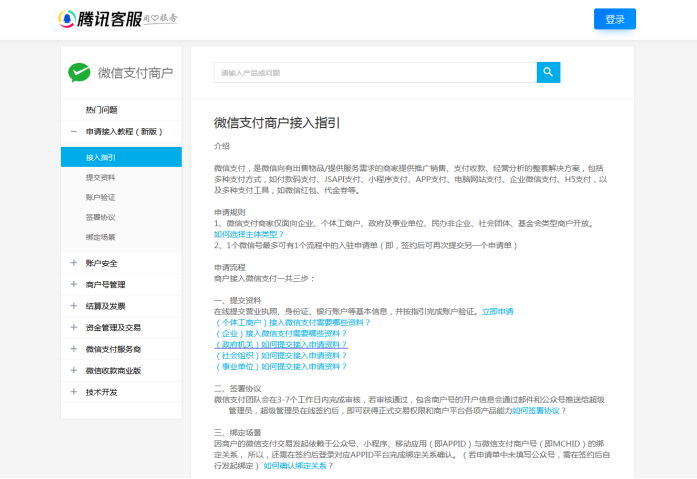 腾讯客服
用心服务
登录
微信支付商户
请输入产品或问题
热门问题
申请接入教程（新版）
接入指引
提交资料
账户验证
签署协议
绑定场景
账户安全
商户号管理
结算及发票
资金管理及交易
微信支付服务商
微信收款商业版
技术开发
微信支付商户接入指引
介绍
微信支付，是微信向有出售物品/提供服务需求的商家提供推广销售、支付收款、经营分析的整套解决方案，包括
多种支付方式，如付款码支付、JSAPI支付、小程序支付、APP支付、电脑网站支付、企业微信支付、H5支付，以
及多种支付工具，如微信红包、代金券等。
申请规则
1、微信支付商家仅面向企业、个体工商户、政府及事业单位、民办非企业、社会团体、基金会类型商户开放。
如何选择主体类型？
2、1个微信号最多可有1个流程中的入驻申请单（即，签约后可再次提交另一个申请单）
申请流程
商户接入微信支付一共三步：
一、提交资料
在线提交营业执照、身份证、银行账户等基本信息，并按指引完成账户验证。立即申请
（个体工商户）接入微信支付需要哪些资料？
（企业）接入微信支付需要哪些资料？
（政府机关）如何提交接入申请资料？
（社会组织）如何提交接入申请资料？
（事业单位）如何提交接入申请资料？
二、签署协议
微信支付团队会在3-7个工作日内完成审核，若审核通过，包含商户号的开户信息会通过邮件和公众号推送给超级
管理员，超级管理员在线签约后，即可获得正式交易权限和商户平台各项产品能力如何签署协议？
三、绑定场景
因商户的微信支付交易发起依赖于公众号、小程序、移动应用（即APPID）与微信支付商户号（即MCHID）的绑
定关系， 所以，还需在签约后登录对应APPID平台完成绑定关系确认。（若申请单中未填写公众号，需在签约后自
行发起绑定） 如何确认绑定关系？